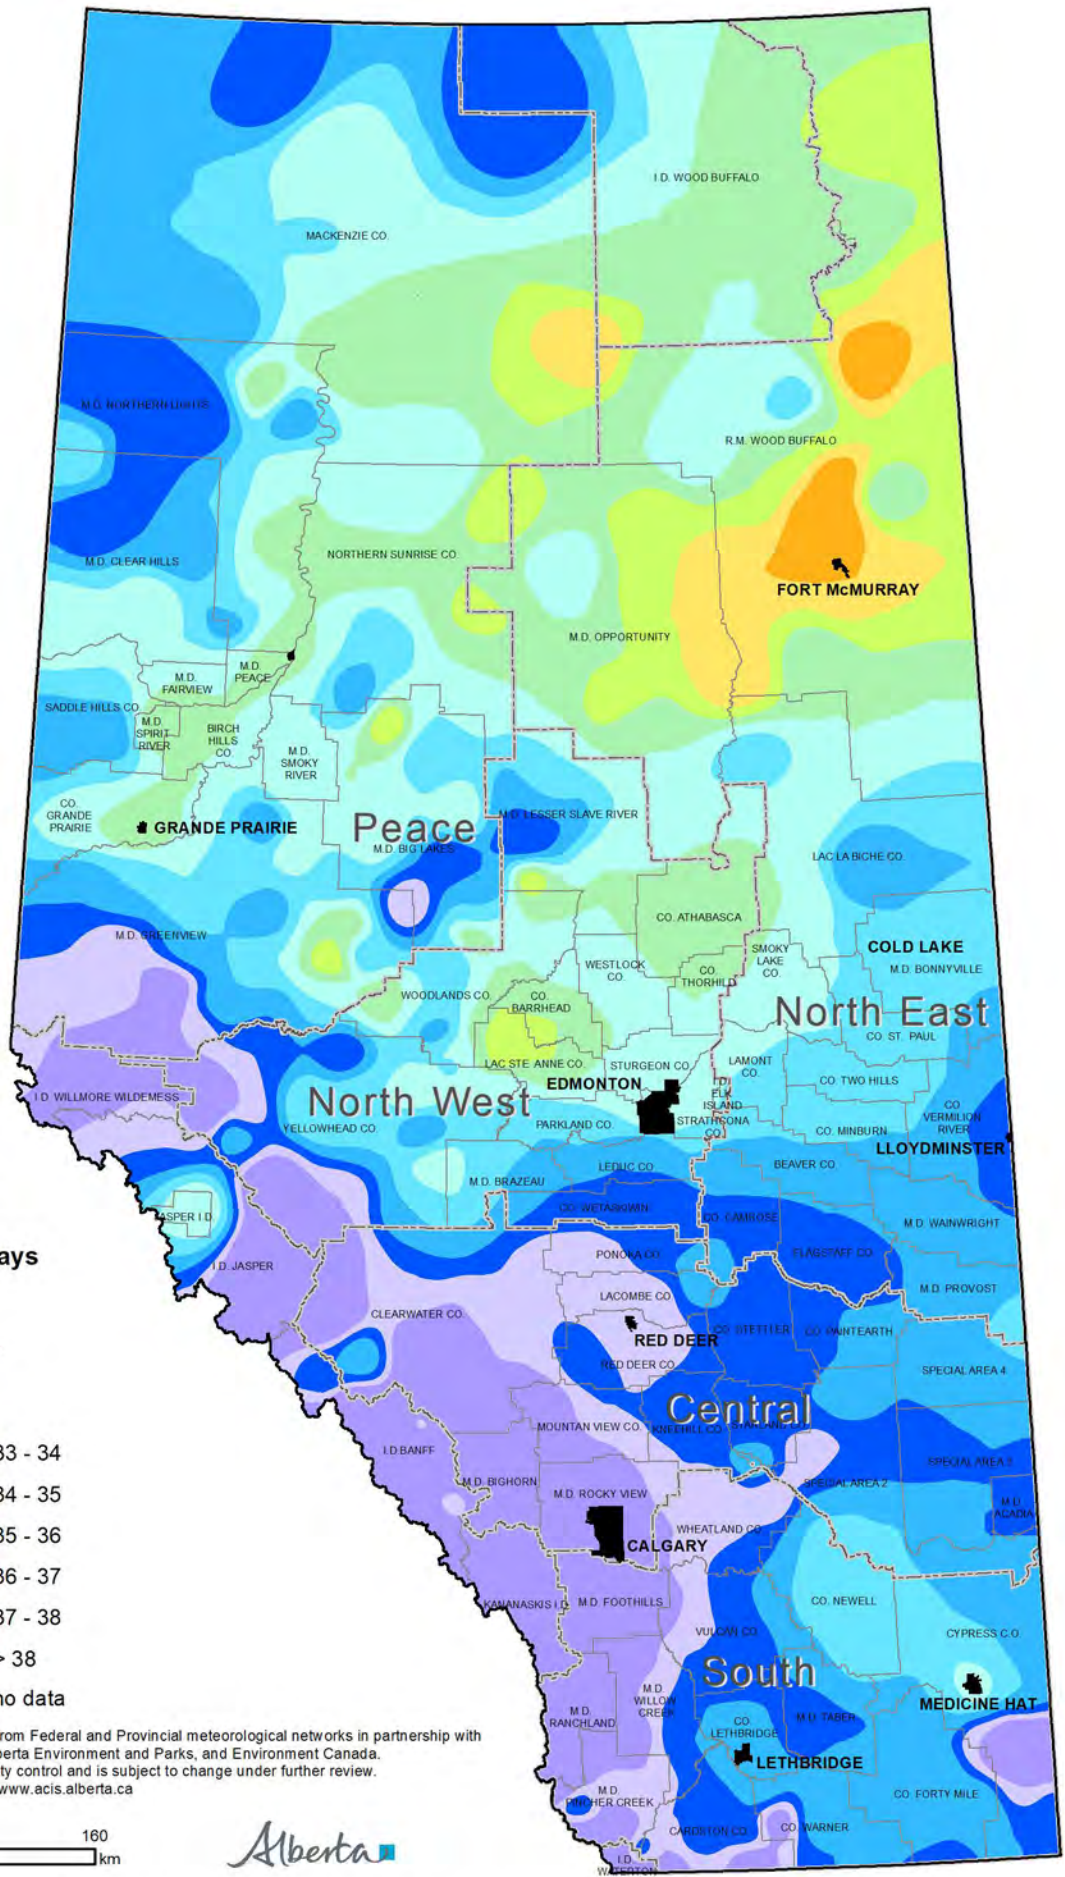 I.D. WOOD BUFFALO
MACKENZIE CO.
M.D. NORTHERN LIGHTS
R.M. WOOD BUFFALO
NORTHERN SUNRISE CO.
M.D. CLEAR HILLS
FORT McMURRAY
M.D. OPPORTUNITY
M.D. PEACE
M.D. FAIRVIEW
SADDLE HILLS CO.
M.D. SPIRIT RIVER
BIRCH HILLS CO.
M.D. SMOKY RIVER
CO. GRANDE PRAIRIE
GRANDE PRAIRIE
Peace
M.D. LESSER SLAVE RIVER
M.D. BIG LAKES
LAC LA BICHE CO.
CO. ATHABASCA
M.D. GREENVIEW
COLD LAKE
SMOKY LAKE CO.
WESTLOCK CO.
M.D. BONNYVILLE
CO. THORHILD
WOODLANDS CO.
CO. BARRHEAD
North East
CO. ST. PAUL
LAC STE. ANNE CO.
STURGEON CO.
LAMONT CO.
EDMONTON
CO. TWO HILLS
I.D. WILLMORE WILDERNESS
North West
ELK ISLAND
CO. VERMILION RIVER
YELLOWHEAD CO.
PARKLAND CO.
STRATHCONA CO.
CO. MINBURN
LLOYDMINSTER
LEDUC CO.
BEAVER CO.
M.D. BRAZEAU
CO. WETASKIWIN
CO. CAMROSE
M.D. WAINWRIGHT
JASPER I.D.
PONOKA CO.
FLAGSTAFF CO.
ays
I.D. JASPER
M.D. PROVOST
LACOMBE CO.
CLEARWATER CO.
CO. STETTLER
CO. PAINTEARTH
RED DEER
RED DEER CO.
SPECIAL AREA 4
Central
MOUNTAN VIEW CO.
KNEEHILL CO.
STARLAND CO.
33 - 34
I.D BANFF
SPECIAL AREA 3
M.D. BIGHORN
SPECIAL AREA 2
34 - 35
M.D. ROCKY VIEW
M.D. ACADIA
35 - 36
CALGARY
WHEATLAND CO.
36 - 37
KANANASKIS I.D.
M.D. FOOTHILLS
CO. NEWELL
37 - 38
VULCAN CO.
CYPRESS C.O.
> 38
South
no data
M.D. WILLOW CREEK
MEDICINE HAT
M.D. RANCHLAND
M.D. TABER
CO. LETHBRIDGE
rom Federal and Provincial meteorological networks in partnership with
berta Environment and Parks, and Environment Canada.
ty control and is subject to change under further review.
www.acis.alberta.ca
LETHBRIDGE
M.D. PINCHER CREEK
CO. FORTY MILE
CARDSTON CO.
CO. WARNER
160
km
Alberta
I.D. WATERTON